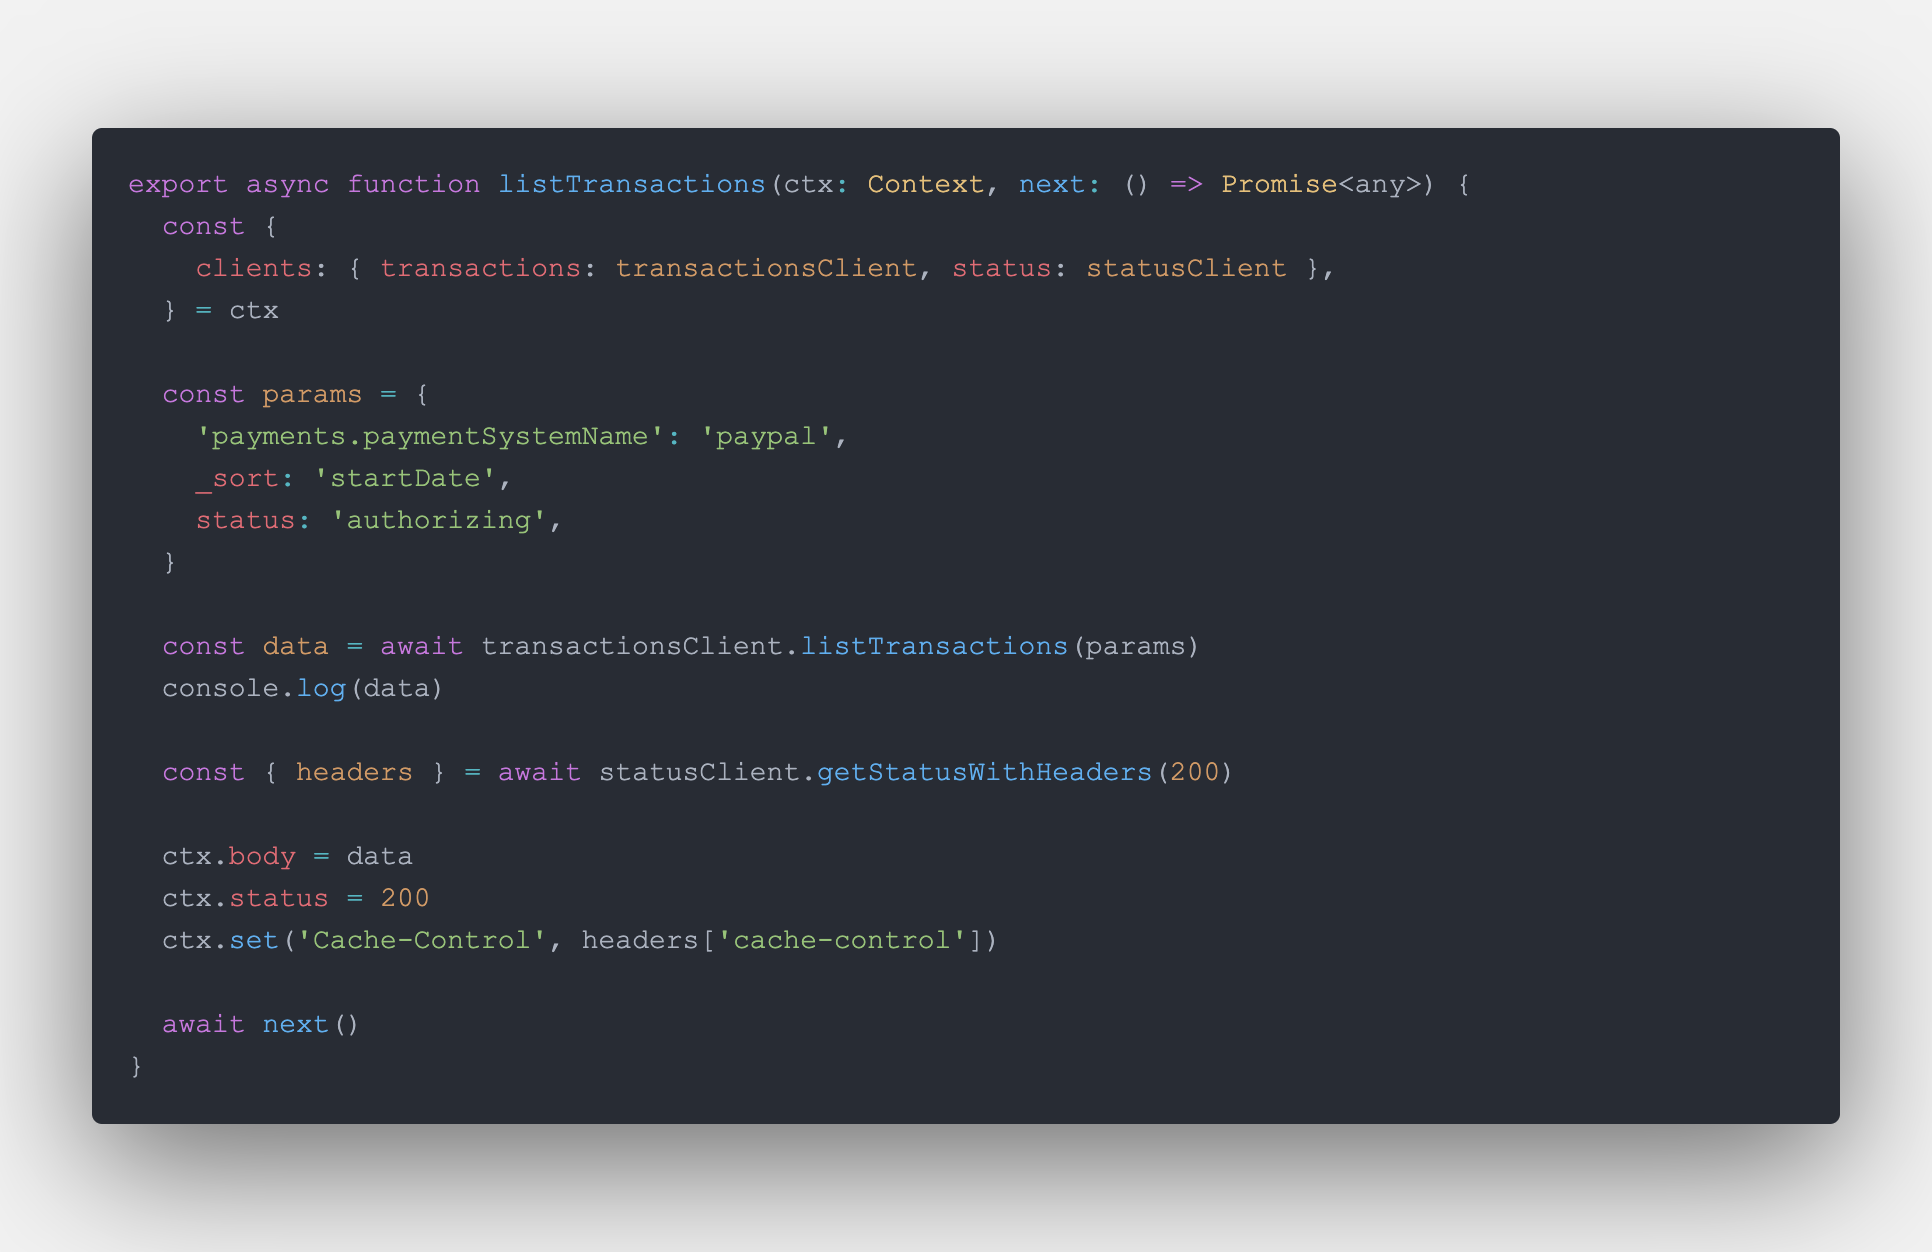 export async function listTransactions(ctx: Context, next: () => Promise<any>) {
  const {
    clients: { transactions: transactionsClient, status: statusClient },
  } = ctx

  const params = {
    'payments.paymentSystemName': 'paypal',
    _sort: 'startDate',
    status: 'authorizing',
  }

  const data = await transactionsClient.listTransactions(params)
  console.log(data)

  const { headers } = await statusClient.getStatusWithHeaders(200)

  ctx.body = data
  ctx.status = 200
  ctx.set('Cache-Control', headers['cache-control'])

  await next()
}